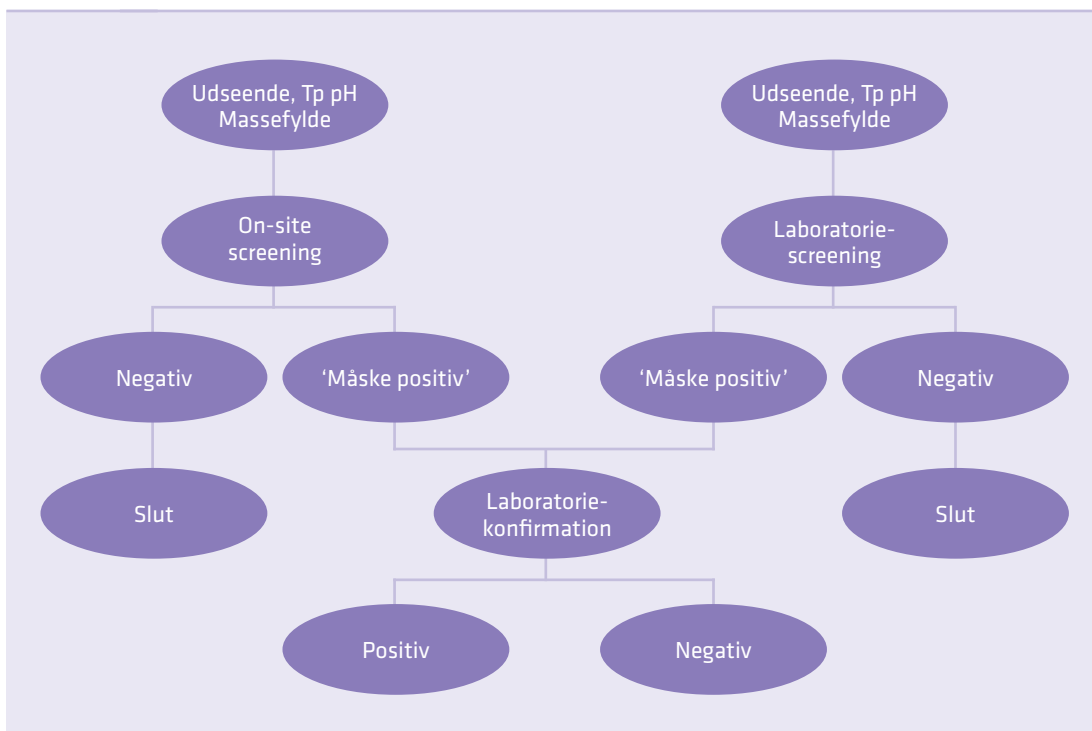 Udseende, Tp pH
Massefylde
Udseende, Tp pH
Massefylde
On-site
screening
Laboratorie-
screening
Negativ
‘Måske positiv’
‘Måske positiv’
Negativ
Slut
Laboratorie-
konfirmation
Slut
Positiv
Negativ